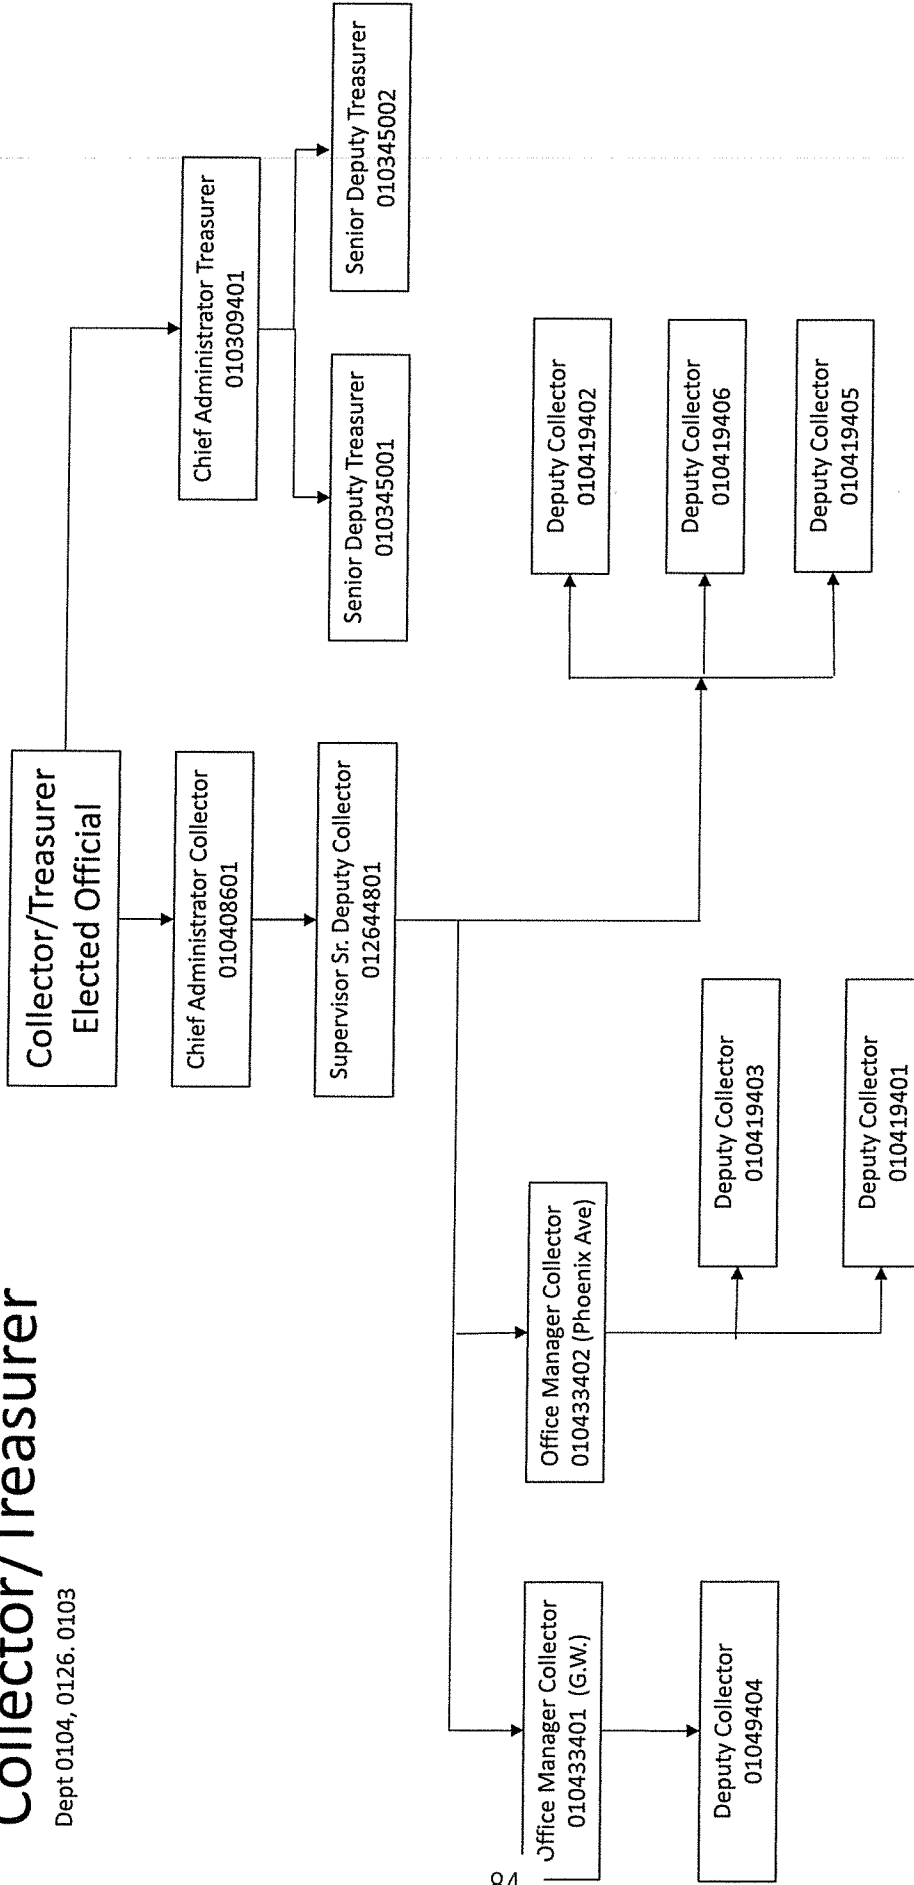 Collector/Treasurer
Dept 0104, 0126. 0103
Collector/Treasurer
Elected Official
Chief Administrator Collector
010408601
Chief Administrator Treasurer
010309401
Supervisor Sr. Deputy Collector
012644801
Senior Deputy Treasurer
010345001
Senior Deputy Treasurer
010345002
Office Manager Collector
010433401 (G.W.)
Office Manager Collector
010433402 (Phoenix Ave)
Deputy Collector
010419402
Deputy Collector
01049404
Deputy Collector
010419403
Deputy Collector
010419406
Deputy Collector
010419401
Deputy Collector
010419405
84